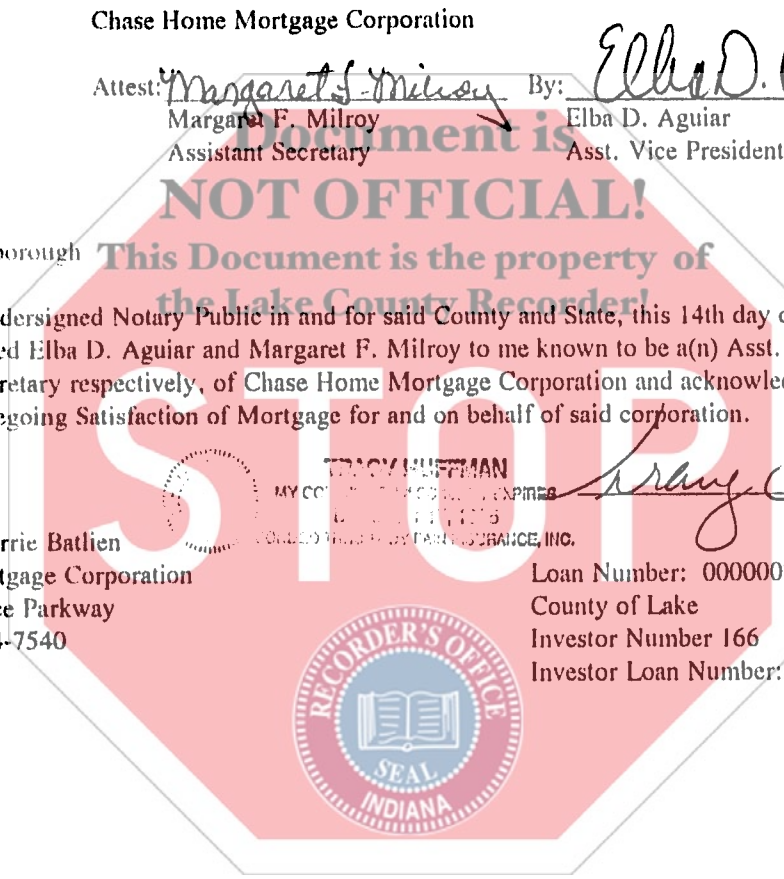 Chase Home Mortgage Corporation
Attest: Margaret F. Milroy By: Elba D.
Margaret F. Milroy Elba D. Aguiar
Assistant Secretary Asst. Vice President
Document is
NOT OFFICIAL!
orough
This Document is the property of
the Lake County Recorder!
dersigned Notary Public in and for said County and State, this 14th day
ed Elba D. Aguiar and Margaret F. Milroy to me known to be a(n) Asst.
retary respectively, of Chase Home Mortgage Corporation and acknowle
egoing Satisfaction of Mortgage for and on behalf of said corporation.
STOP
TRACY HUFFMAN
MY EXPIRES
INSURANCE, INC.
Tracy
rrie Batlien
tgage Corporation
ce Parkway
-7540
Loan Number: 000000
County of Lake
Investor Number 166
Investor Loan Number:
RECORDER'S OFFICE
SEAL
INDIANA